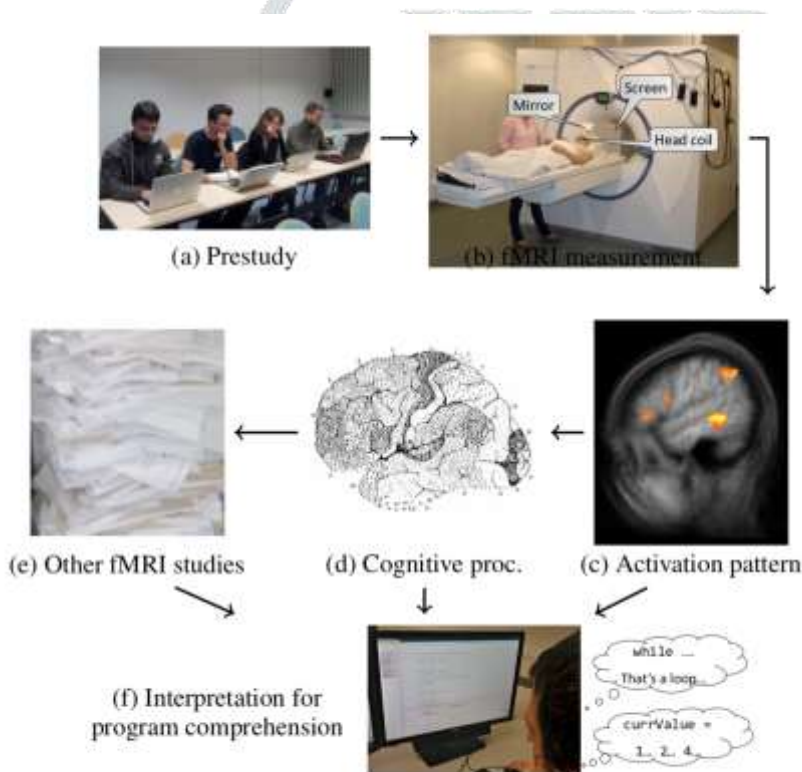 Mirror
Screen
Head coil
(a) Prestudy
(b) fMRI measurement
(e) Other fMRI studies
(d) Cognitive proc.
(c) Activation pattern
(f) Interpretation for
program comprehension
while ...
That's a loop...
currValue =
1... 2... 4...